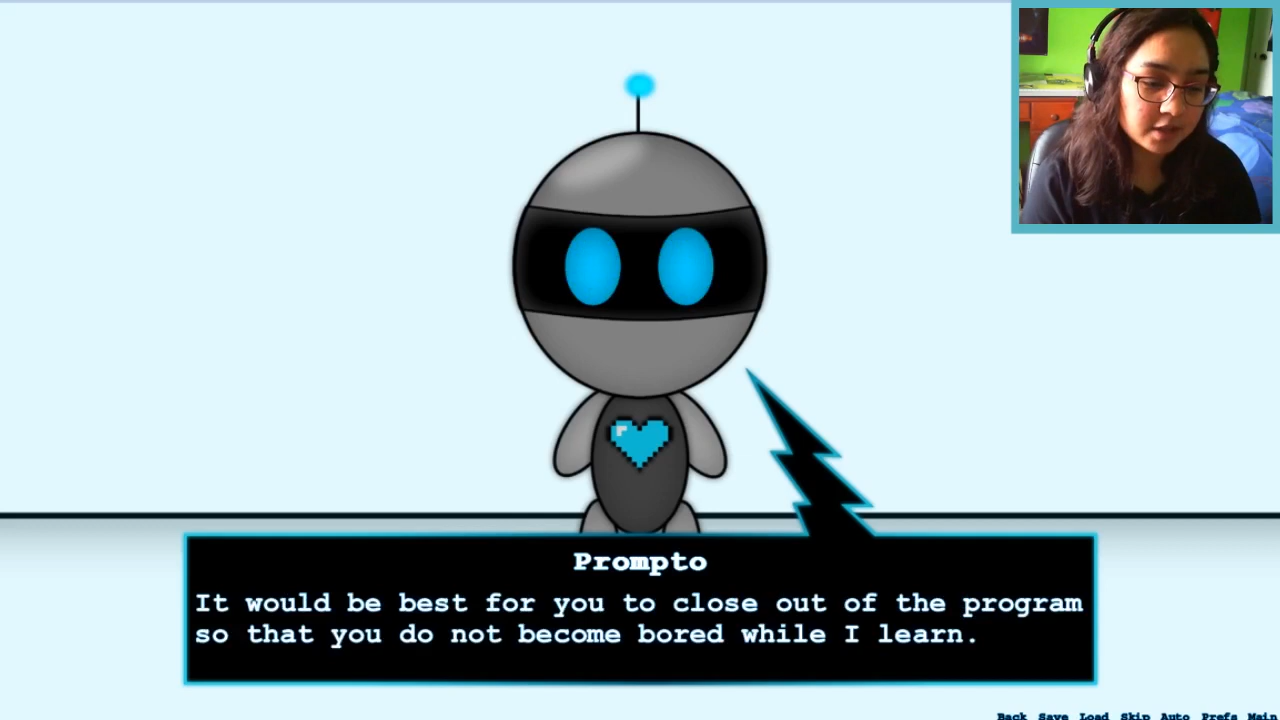 Prompto
It would be best for you to close out of the program
so that you do not become bored while I learn.
Back Save Load Skip Auto Prefs Main